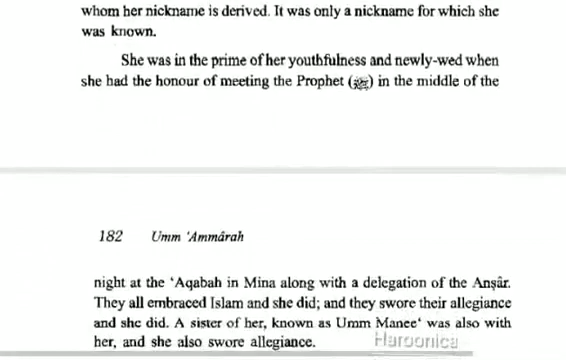 whom her nickname is derived. It was only a nickname for which she
was known.
She was in the prime of her youthfulness and newly-wed when
she had the honour of meeting the Prophet (ﷺ) in the middle of the
182 Umm ‘Ammârah
night at the ‘Aqabah in Mina along with a delegation of the Anṣâr.
They all embraced Islam and she did; and they swore their allegiance
and she did. A sister of her, known as Umm Manee‘ was also with
her, and she also swore allegiance.
Haroonica